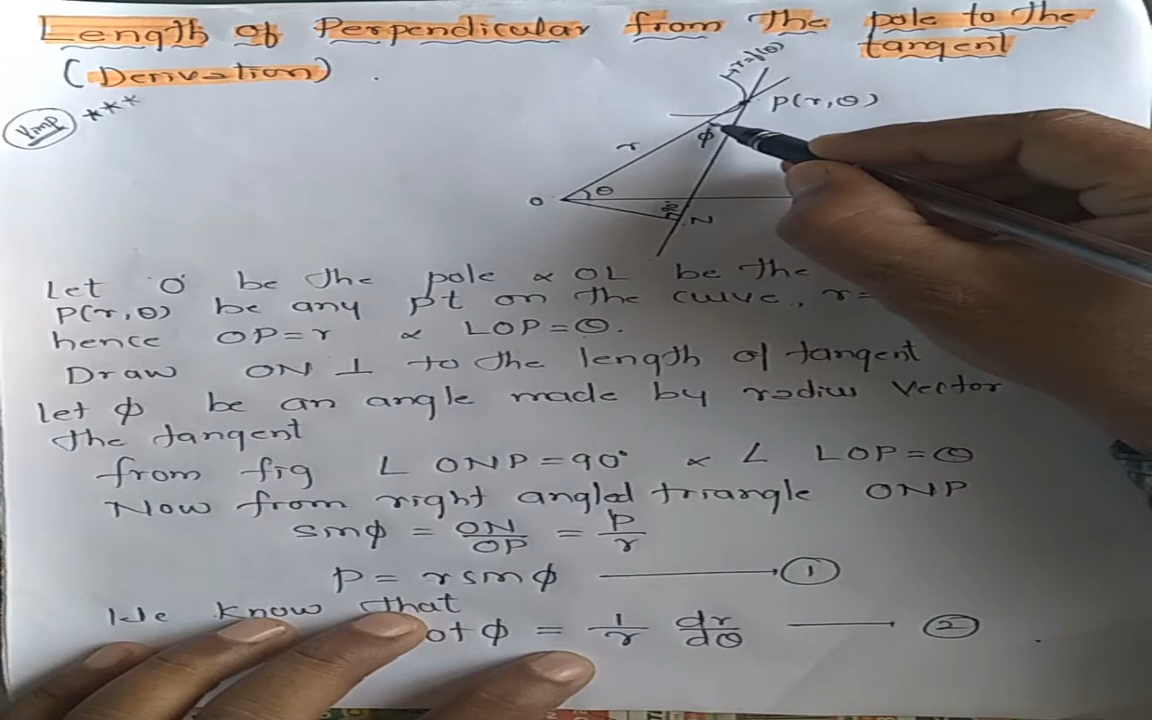 Length of Perpendicular from the pole to the
tangent
(Derivation)
Vimp ***
r=f(θ)
P(r,θ)
ϕ
r
θ
O
90°
N
Let 'O' be the pole ∝ OL be the
P(r,θ) be any pt on the curve, r=
hence OP=r ∝ LOP=θ.
Draw ON ⊥ to the length of tangent
let ϕ be an angle made by radius vector
the tangent
from fig ∠ ONP=90° ∝ ∠ LOP=θ
Now from right angled triangle ONP
sinϕ = ON/OP = P/r
P = r sinϕ ① 
We know that
otϕ = 1/r dr/dθ ②